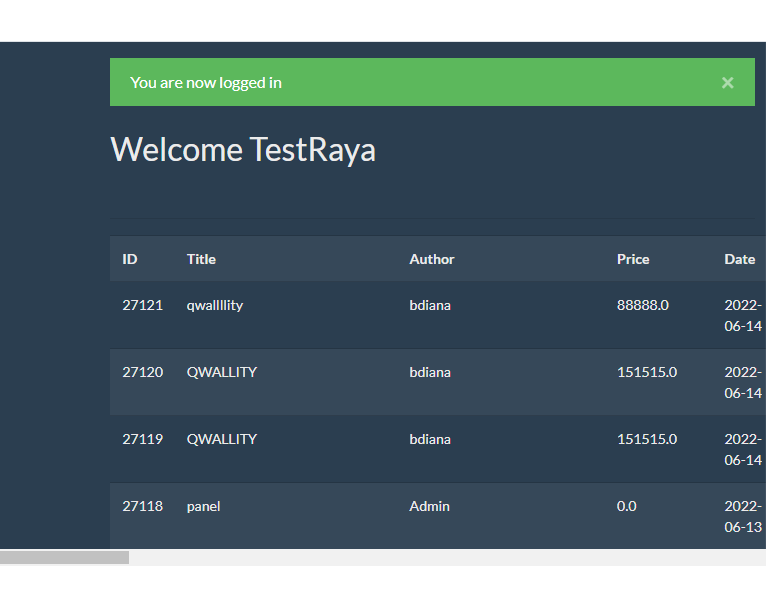 You are now logged in ×
Welcome TestRaya
ID Title Author Price Date
27121 qwallllity bdiana 88888.0 2022-
06-14
27120 QWALLITY bdiana 151515.0 2022-
06-14
27119 QWALLITY bdiana 151515.0 2022-
06-14
27118 panel Admin 0.0 2022-
06-13